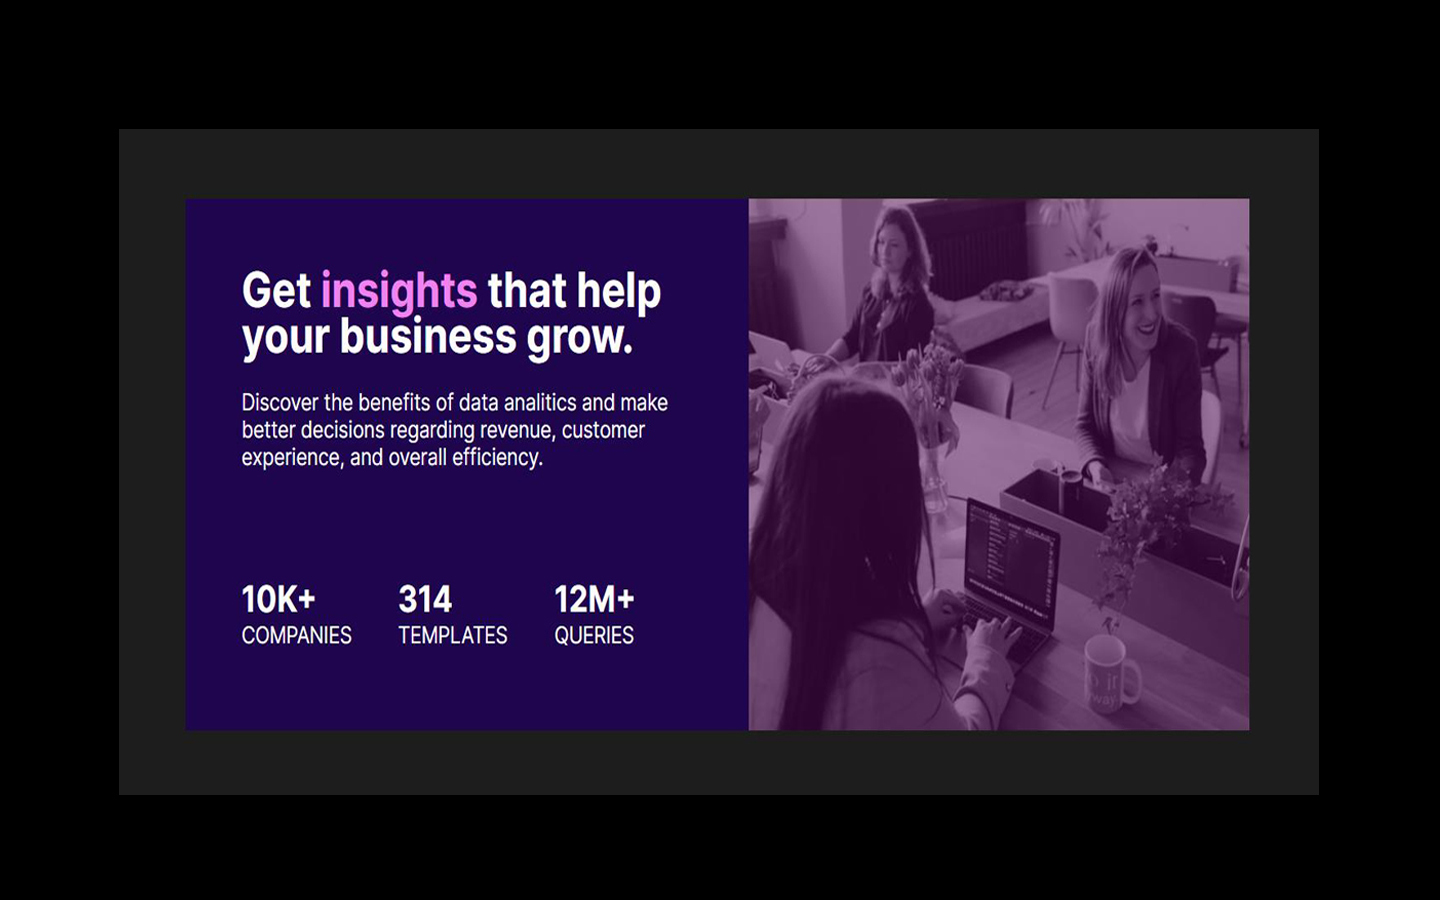 Get insights that help
your business grow.
Discover the benefits of data analitics and make
better decisions regarding revenue, customer
experience, and overall efficiency.
10K+ 314 12M+
COMPANIES TEMPLATES QUERIES